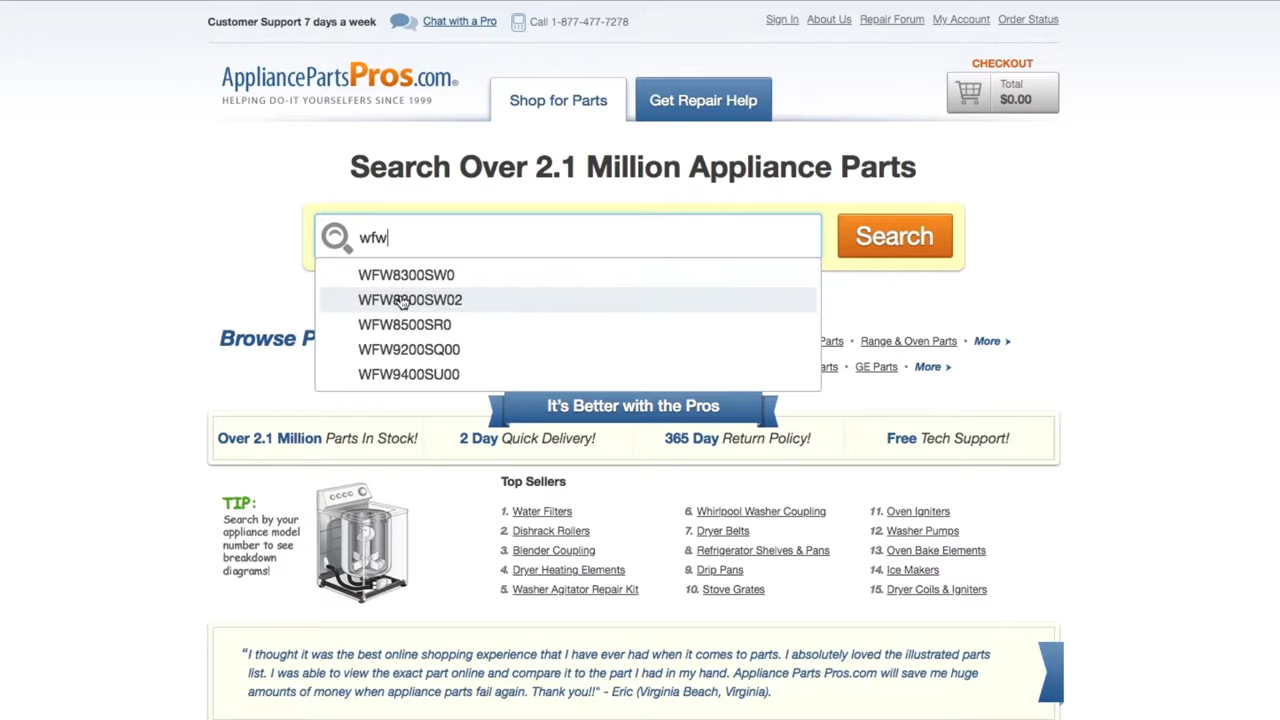 Customer Support 7 days a week Chat with a Pro Call 1-877-477-7278 Sign In About Us Repair Forum My Account Order Status
AppliancePartsPros.com®
HELPING DO-IT YOURSELFERS SINCE 1999
Shop for Parts
Get Repair Help
CHECKOUT
Total
$0.00
Search Over 2.1 Million Appliance Parts
wfw
Search
WFW8300SW0
WFW8300SW02
WFW8500SR0
WFW9200SQ00
WFW9400SU00
Browse P
Parts • Range & Oven Parts • More
arts • GE Parts • More
It's Better with the Pros
Over 2.1 Million Parts In Stock! 2 Day Quick Delivery! 365 Day Return Policy! Free Tech Support!
TIP:
Search by your
appliance model
number to see
breakdown
diagrams!
Top Sellers
1. Water Filters
2. Dishrack Rollers
3. Blender Coupling
4. Dryer Heating Elements
5. Washer Agitator Repair Kit
6. Whirlpool Washer Coupling
7. Dryer Belts
8. Refrigerator Shelves & Pans
9. Drip Pans
10. Stove Grates
11. Oven Igniters
12. Washer Pumps
13. Oven Bake Elements
14. Ice Makers
15. Dryer Coils & Igniters
"I thought it was the best online shopping experience that I have ever had when it comes to parts. I absolutely loved the illustrated parts
list. I was able to view the exact part online and compare it to the part I had in my hand. Appliance Parts Pros.com will save me huge
amounts of money when appliance parts fail again. Thank you!!" - Eric (Virginia Beach, Virginia).